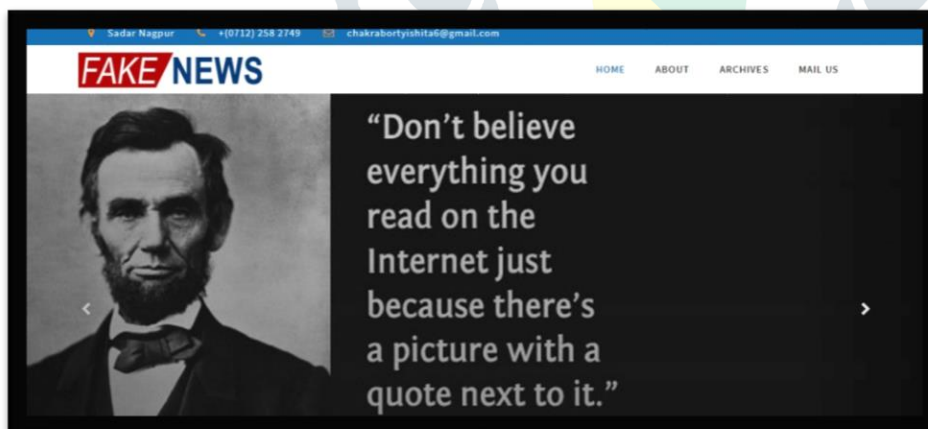 Sadar Nagpur +(0712) 258 2749 chakrabortyishita6@gmail.com
FAKE NEWS HOME ABOUT ARCHIVES MAIL US
“Don’t believe
everything you
read on the
Internet just
because there’s
a picture with a
quote next to it.”